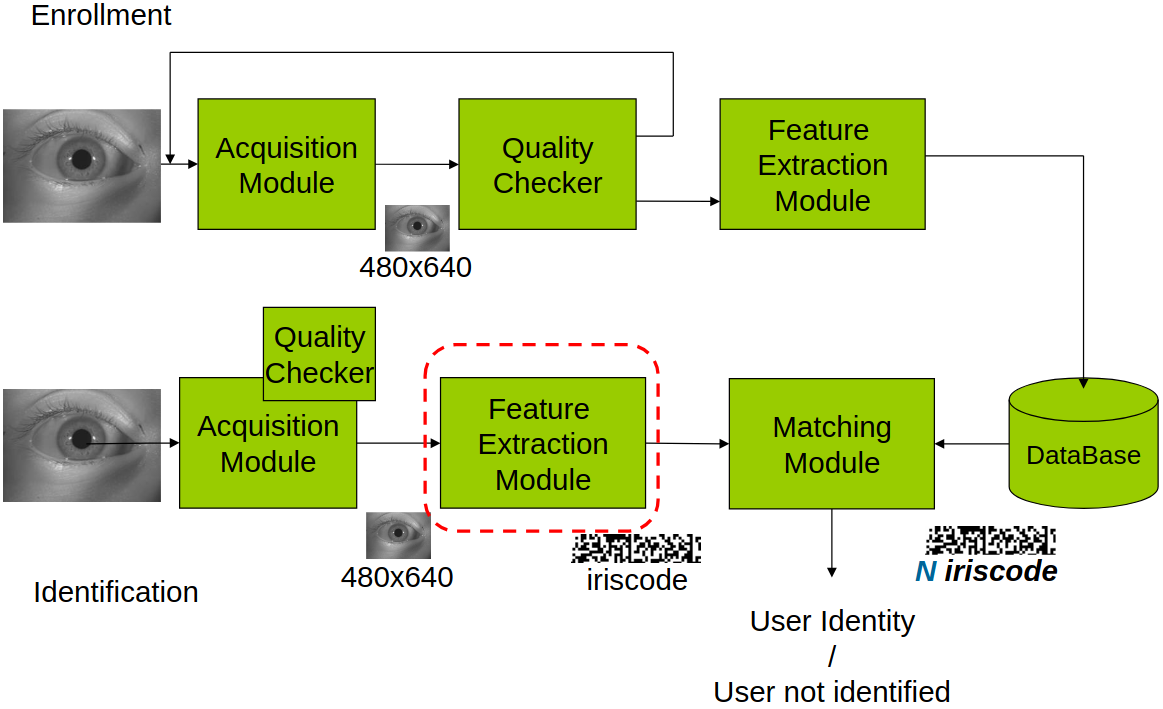 Enrollment
Acquisition
Module
Quality
Checker
Feature
Extraction
Module
480x640
Quality
Checker
Acquisition
Module
Feature
Extraction
Module
Matching
Module
DataBase
480x640
iriscode
N iriscode
Identification
User Identity
/
User not identified